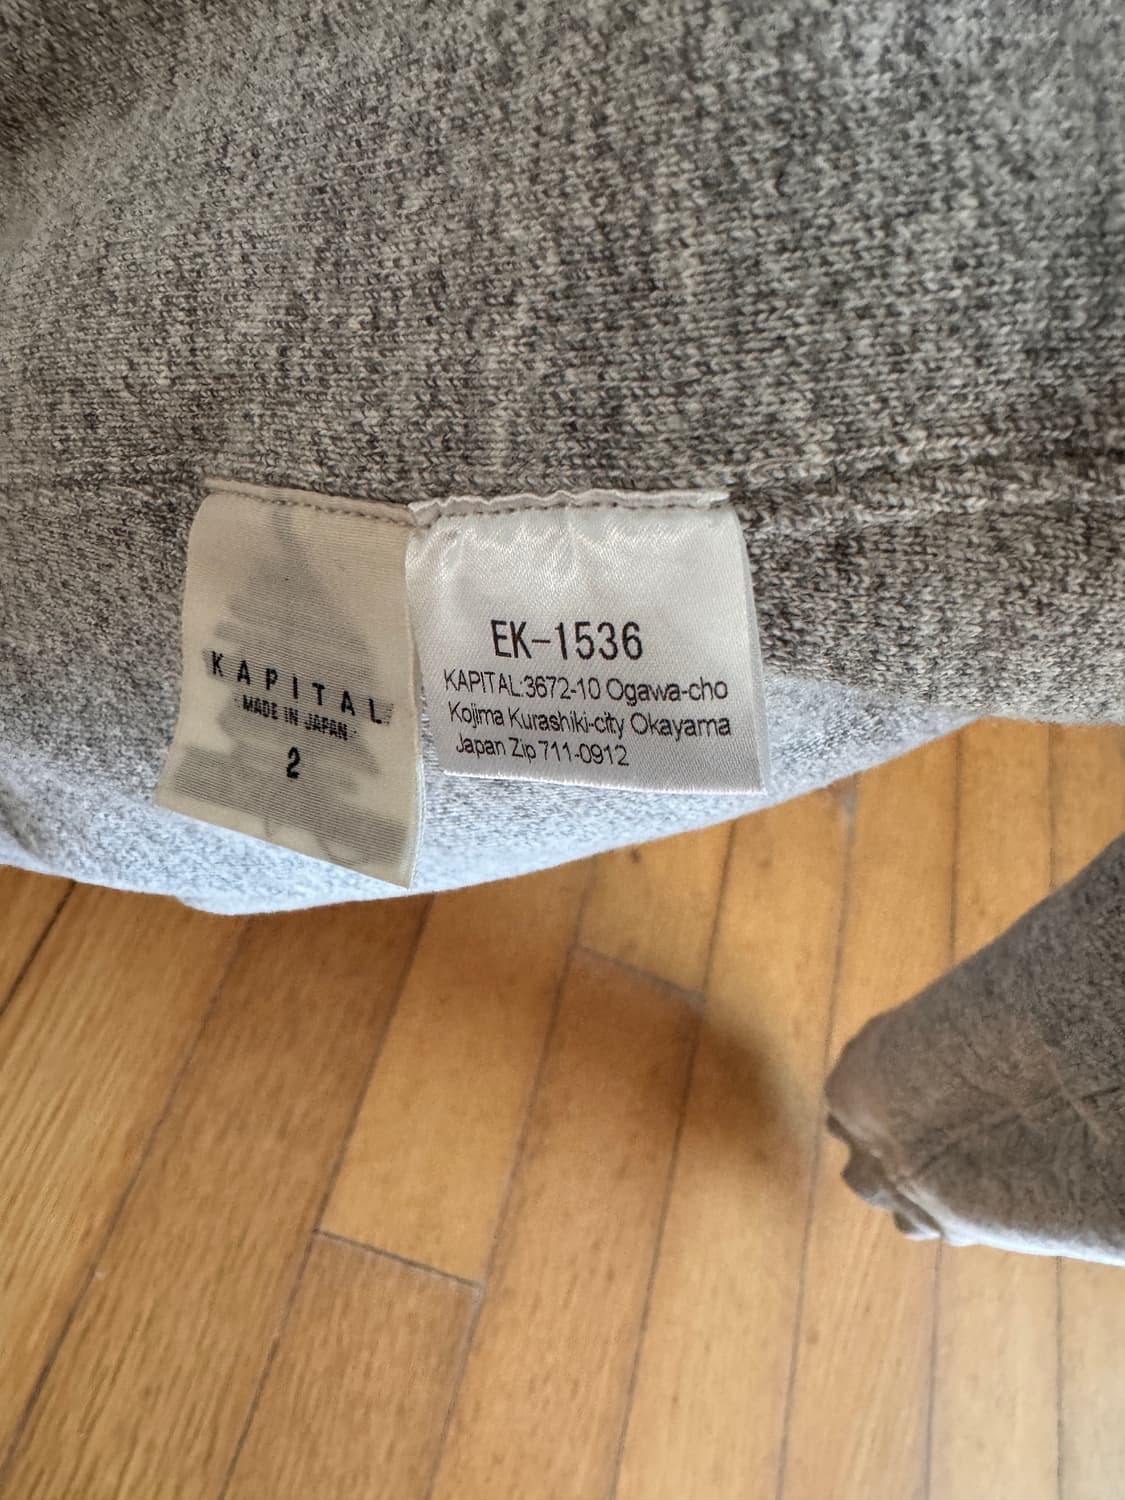 KAPITAL
MADE IN JAPAN
2
EK-1536
KAPITAL:3672-10 Ogawa-cho
Kojima Kurashiki-city Okayama
Japan Zip 711-0912